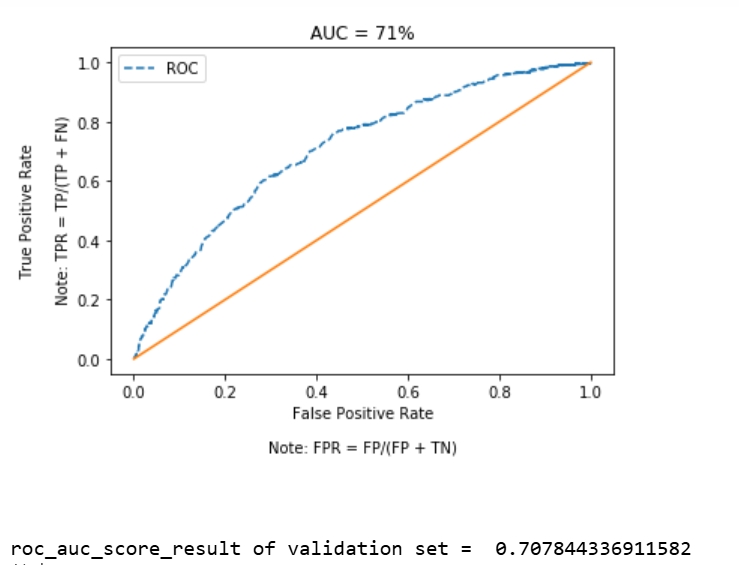 AUC = 71%
ROC
True Positive Rate
Note: TPR = TP/(TP + FN)
1.0
0.8
0.6
0.4
0.2
0.0
0.0 0.2 0.4 0.6 0.8 1.0
False Positive Rate
Note: FPR = FP/(FP + TN)
roc_auc_score_result of validation set =  0.707844336911582